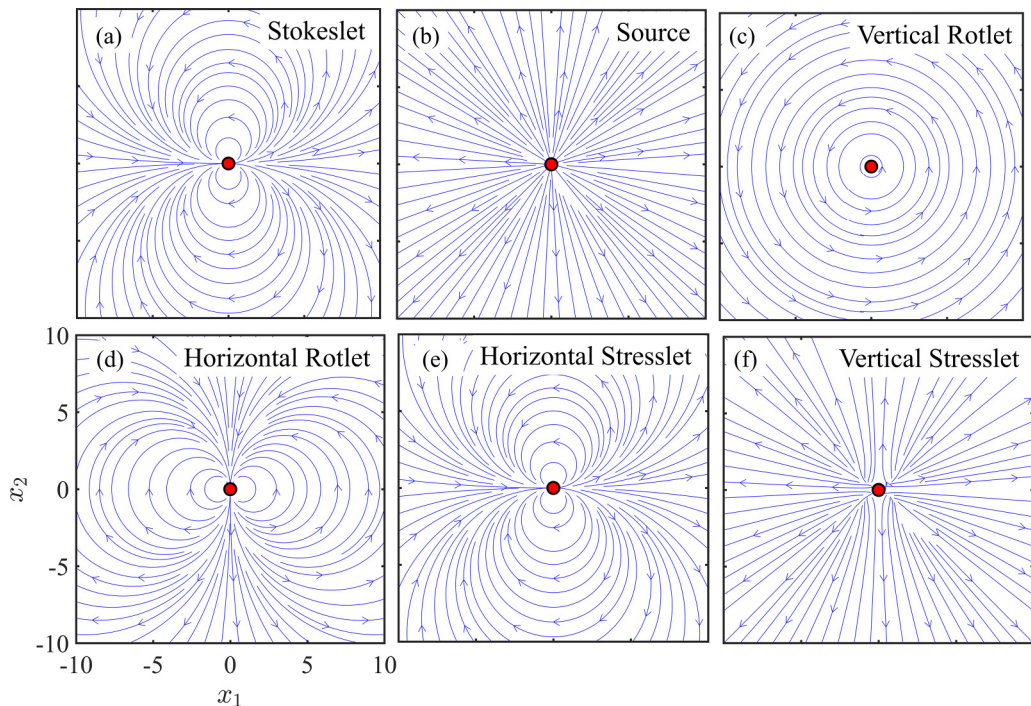 (a) Stokeslet
(b) Source
(c) Vertical Rotlet
(d) Horizontal Rotlet
(e) Horizontal Stresslet
(f) Vertical Stresslet
10
5
0
-5
-10
x₂
-10 -5 0 5 10
x₁